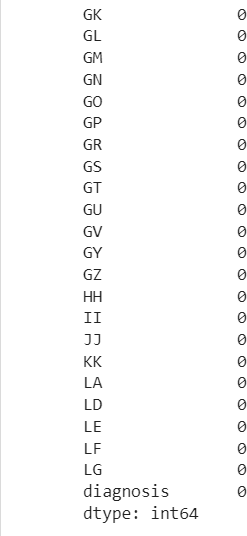 GK 0
GL 0
GM 0
GN 0
GO 0
GP 0
GR 0
GS 0
GT 0
GU 0
GV 0
GY 0
GZ 0
HH 0
II 0
JJ 0
KK 0
LA 0
LD 0
LE 0
LF 0
LG 0
diagnosis 0
dtype: int64